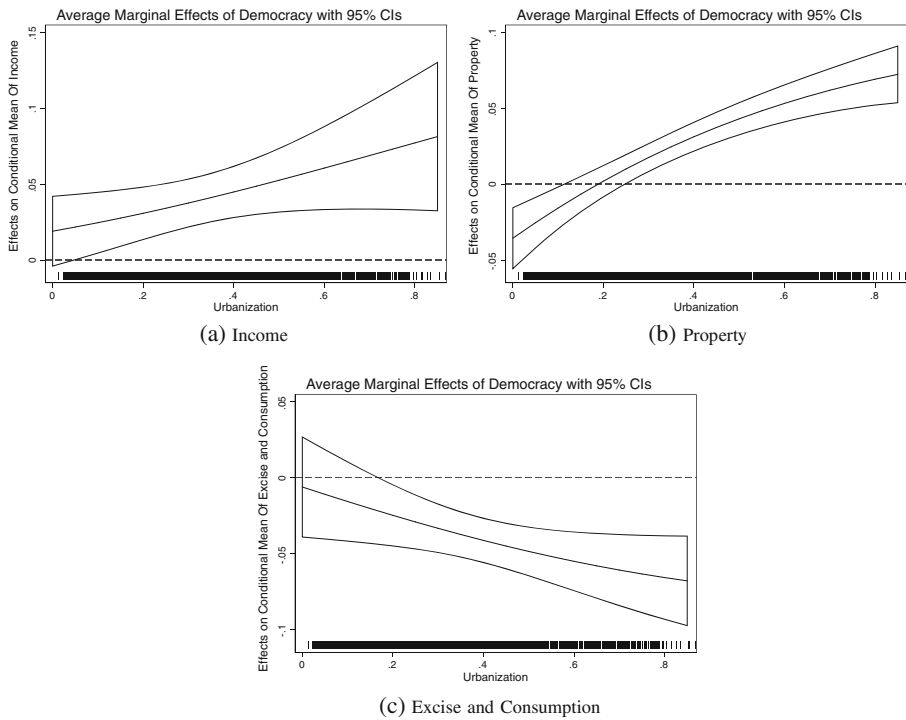 Average Marginal Effects of Democracy with 95% CIs
Effects on Conditional Mean Of Income
.15
.1
.05
0
0
.2
.4
.6
.8
Urbanization
(a) Income
Average Marginal Effects of Democracy with 95% CIs
Effects on Conditional Mean Of Property
.1
.05
0
-.05
0
.2
.4
.6
.8
Urbanization
(b) Property
Average Marginal Effects of Democracy with 95% CIs
Effects on Conditional Mean Of Excise and Consumption
.05
0
-.05
-.1
0
.2
.4
.6
.8
Urbanization
(c) Excise and Consumption